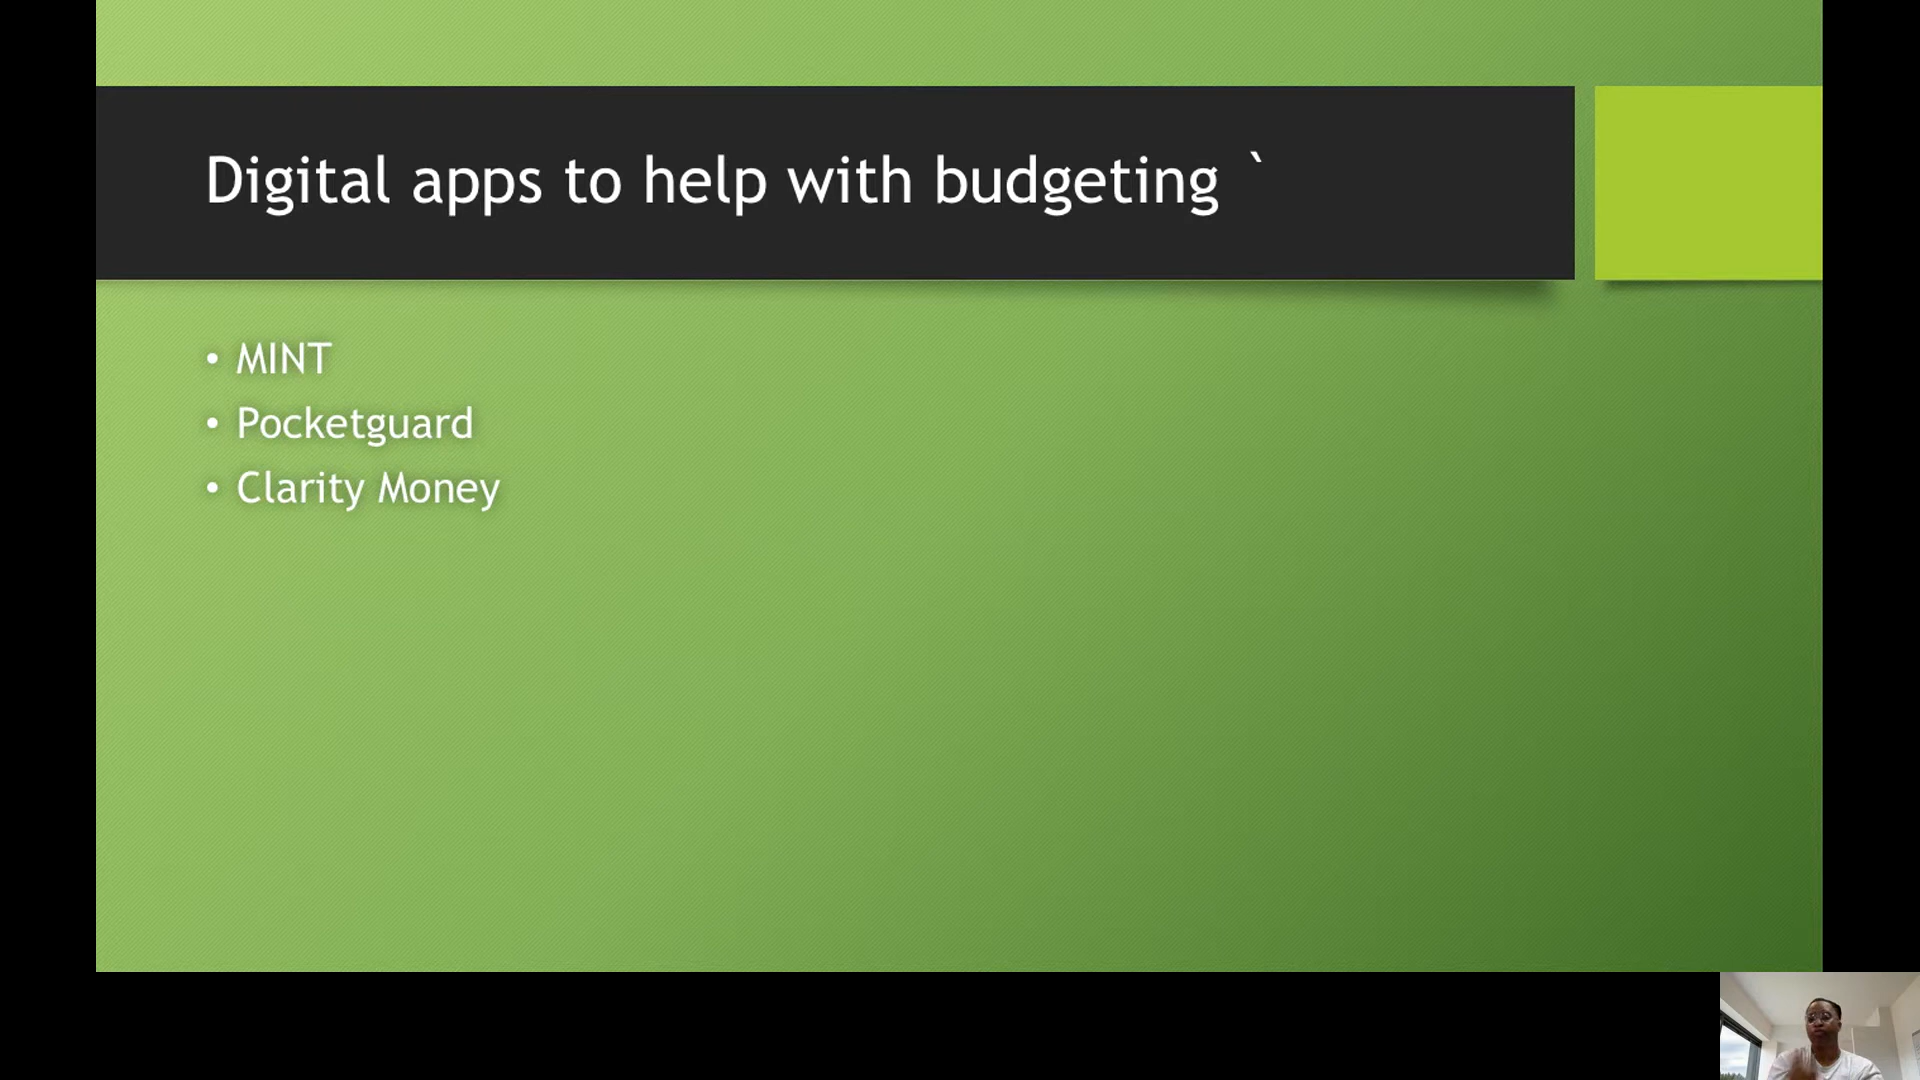 Digital apps to help with budgeting `
• MINT
• Pocketguard
• Clarity Money